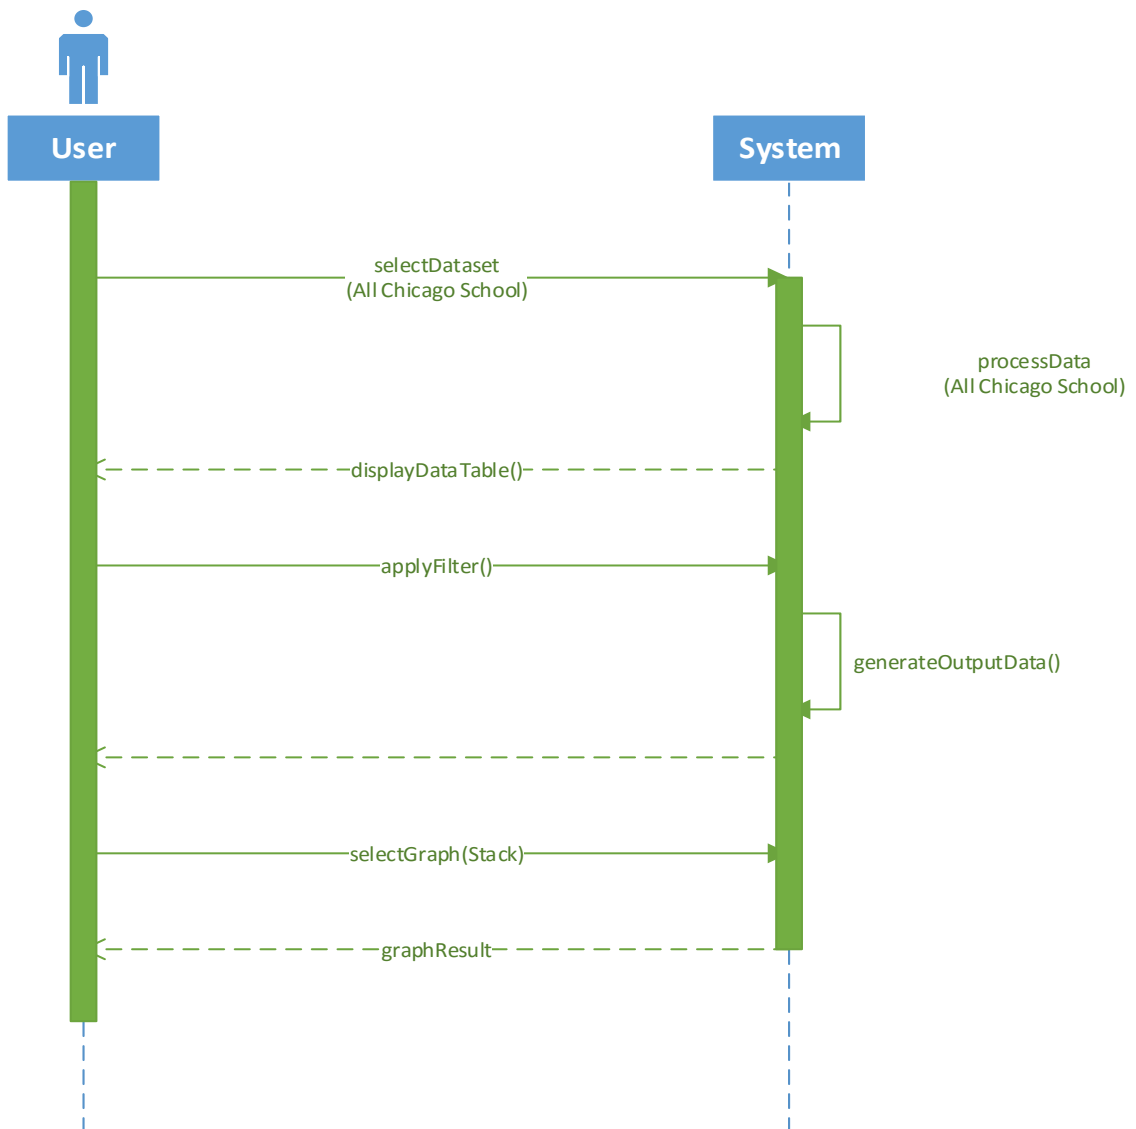 User
System
selectDataset
(All Chicago School)
processData
(All Chicago School)
displayDataTable()
applyFilter()
generateOutputData()
selectGraph(Stack)
graphResult